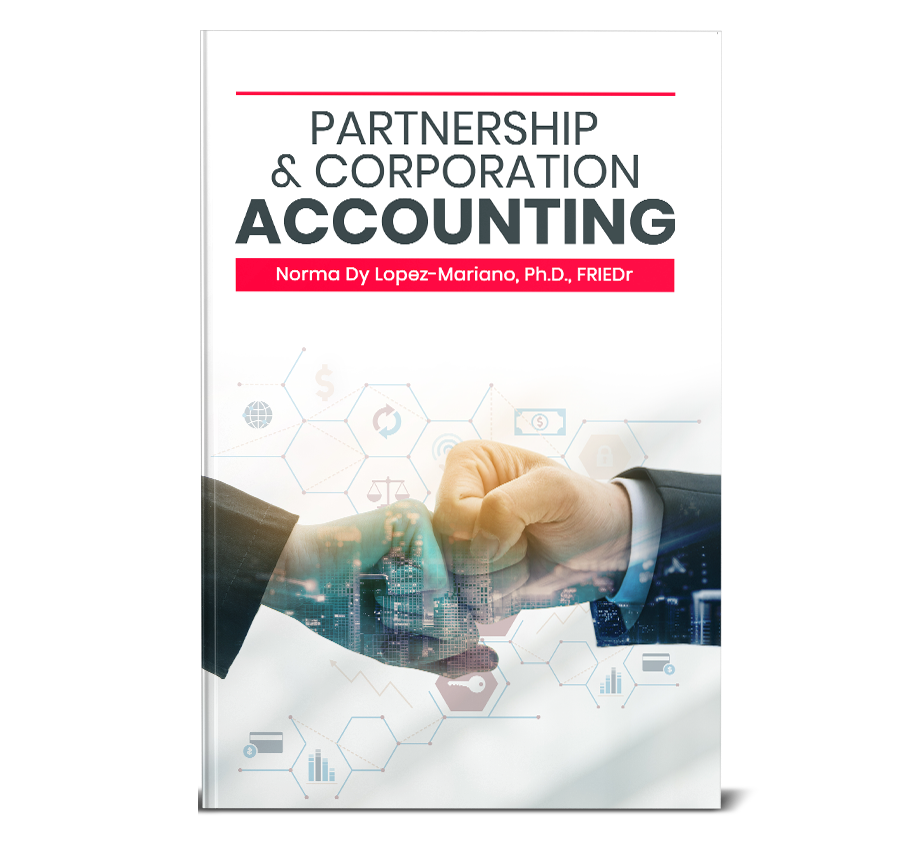 PARTNERSHIP
& CORPORATION
ACCOUNTING
Norma Dy Lopez-Mariano, Ph.D., FRIEDr